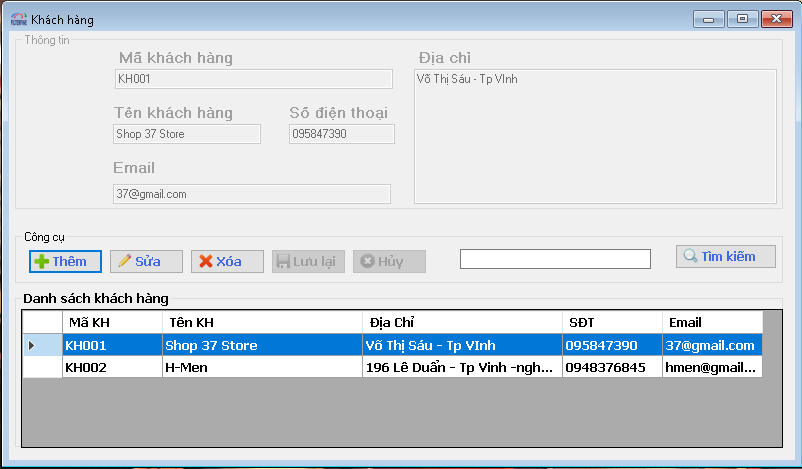 Khách hàng
Thông tin
Mã khách hàng
KH001
Địa chỉ
Võ Thị Sáu - Tp VInh
Tên khách hàng
Số điện thoại
Shop 37 Store
095847390
Email
37@gmail.com
Công cụ
Thêm
Sửa
Xóa
Lưu lại
Hủy
Tìm kiếm
Danh sách khách hàng
Mã KH Tên KH Địa Chỉ SĐT Email
KH001 Shop 37 Store Võ Thị Sáu - Tp VInh 095847390 37@gmail.com
KH002 H-Men 196 Lê Duẩn - Tp Vinh -ngh... 0948376845 hmen@gmail...